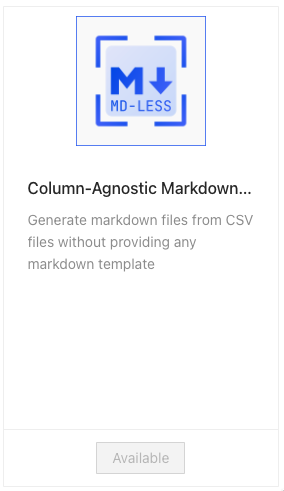 M↓
MD-LESS
Column-Agnostic Markdown...
Generate markdown files from CSV
files without providing any
markdown template
Available